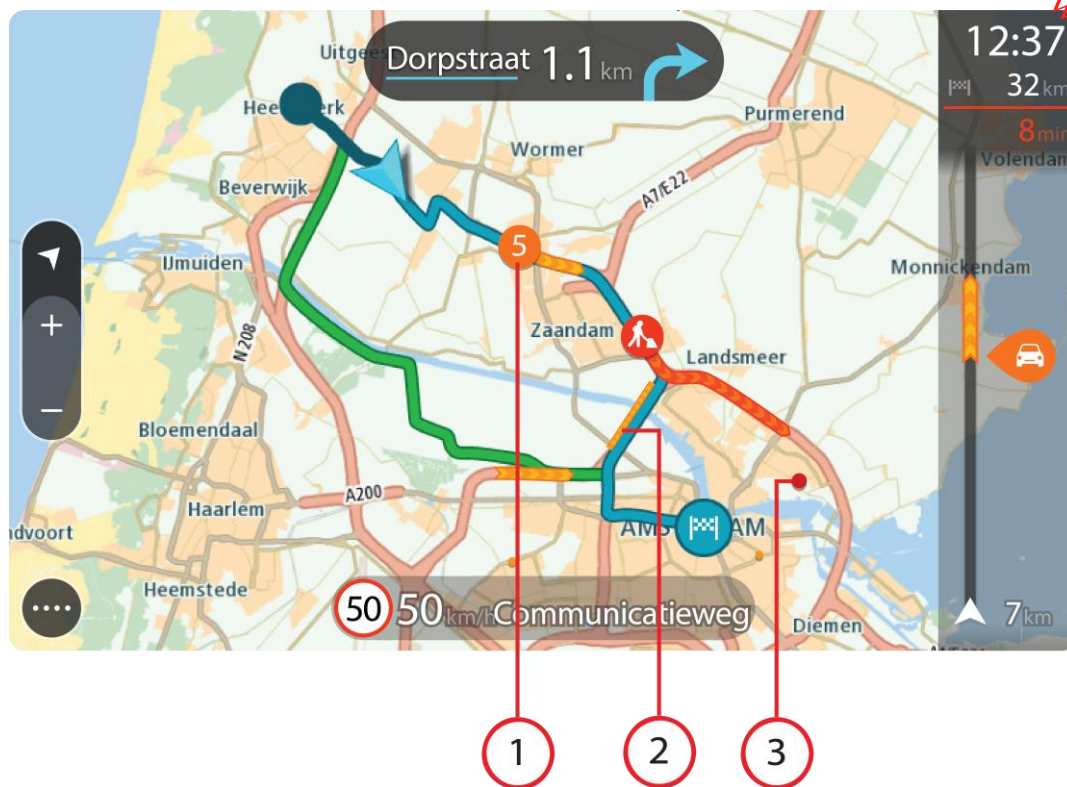 12:37
Dorpstraat 1.1 km
32 km
8 min
Uitgeest
Purmerend
Wormer
Volendam
Beverwijk
A7/E22
5
IJmuiden
Monnickendam
+
N208
Zaandam
Landsmeer
−
Bloemendaal
A200
Haarlem
AMS AM
ndvoort
Heemstede
50 50 km/h Communicatieweg
Diemen
7 km
1
2
3